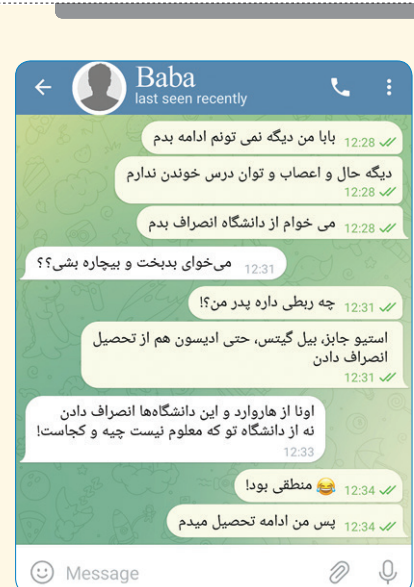 Baba
last seen recently
بابا من دیگه نمی تونم ادامه بدم
12:28
دیگه حال و اعصاب و توان درس خوندن ندارم
12:28
می خوام از دانشگاه انصراف بدم
12:28
می‌خوای بدبخت و بیچاره بشی؟؟
12:31
چه ربطی داره پدر من؟!
12:31
استیو جابز، بیل گیتس، حتی ادیسون هم از تحصیل
انصراف دادن
12:31
اونا از هاروارد و این دانشگاه‌ها انصراف دادن
نه از دانشگاه تو که معلوم نیست چیه و کجاست!
12:33
😂 منطقی بود!
12:34
پس من ادامه تحصیل میدم
12:34
Message